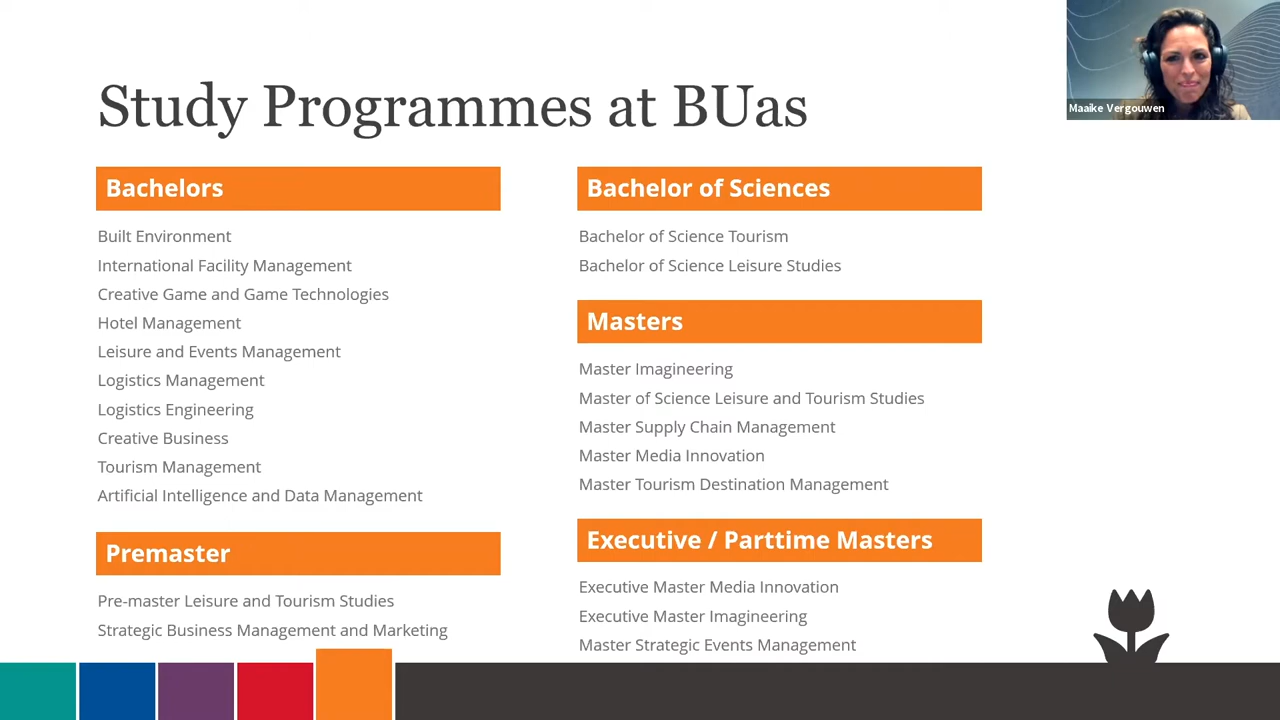 Study Programmes at BUas
Maaike Vergouwen
Bachelors
Built Environment
International Facility Management
Creative Game and Game Technologies
Hotel Management
Leisure and Events Management
Logistics Management
Logistics Engineering
Creative Business
Tourism Management
Artificial Intelligence and Data Management
Premaster
Pre-master Leisure and Tourism Studies
Strategic Business Management and Marketing
Bachelor of Sciences
Bachelor of Science Tourism
Bachelor of Science Leisure Studies
Masters
Master Imagineering
Master of Science Leisure and Tourism Studies
Master Supply Chain Management
Master Media Innovation
Master Tourism Destination Management
Executive / Parttime Masters
Executive Master Media Innovation
Executive Master Imagineering
Master Strategic Events Management